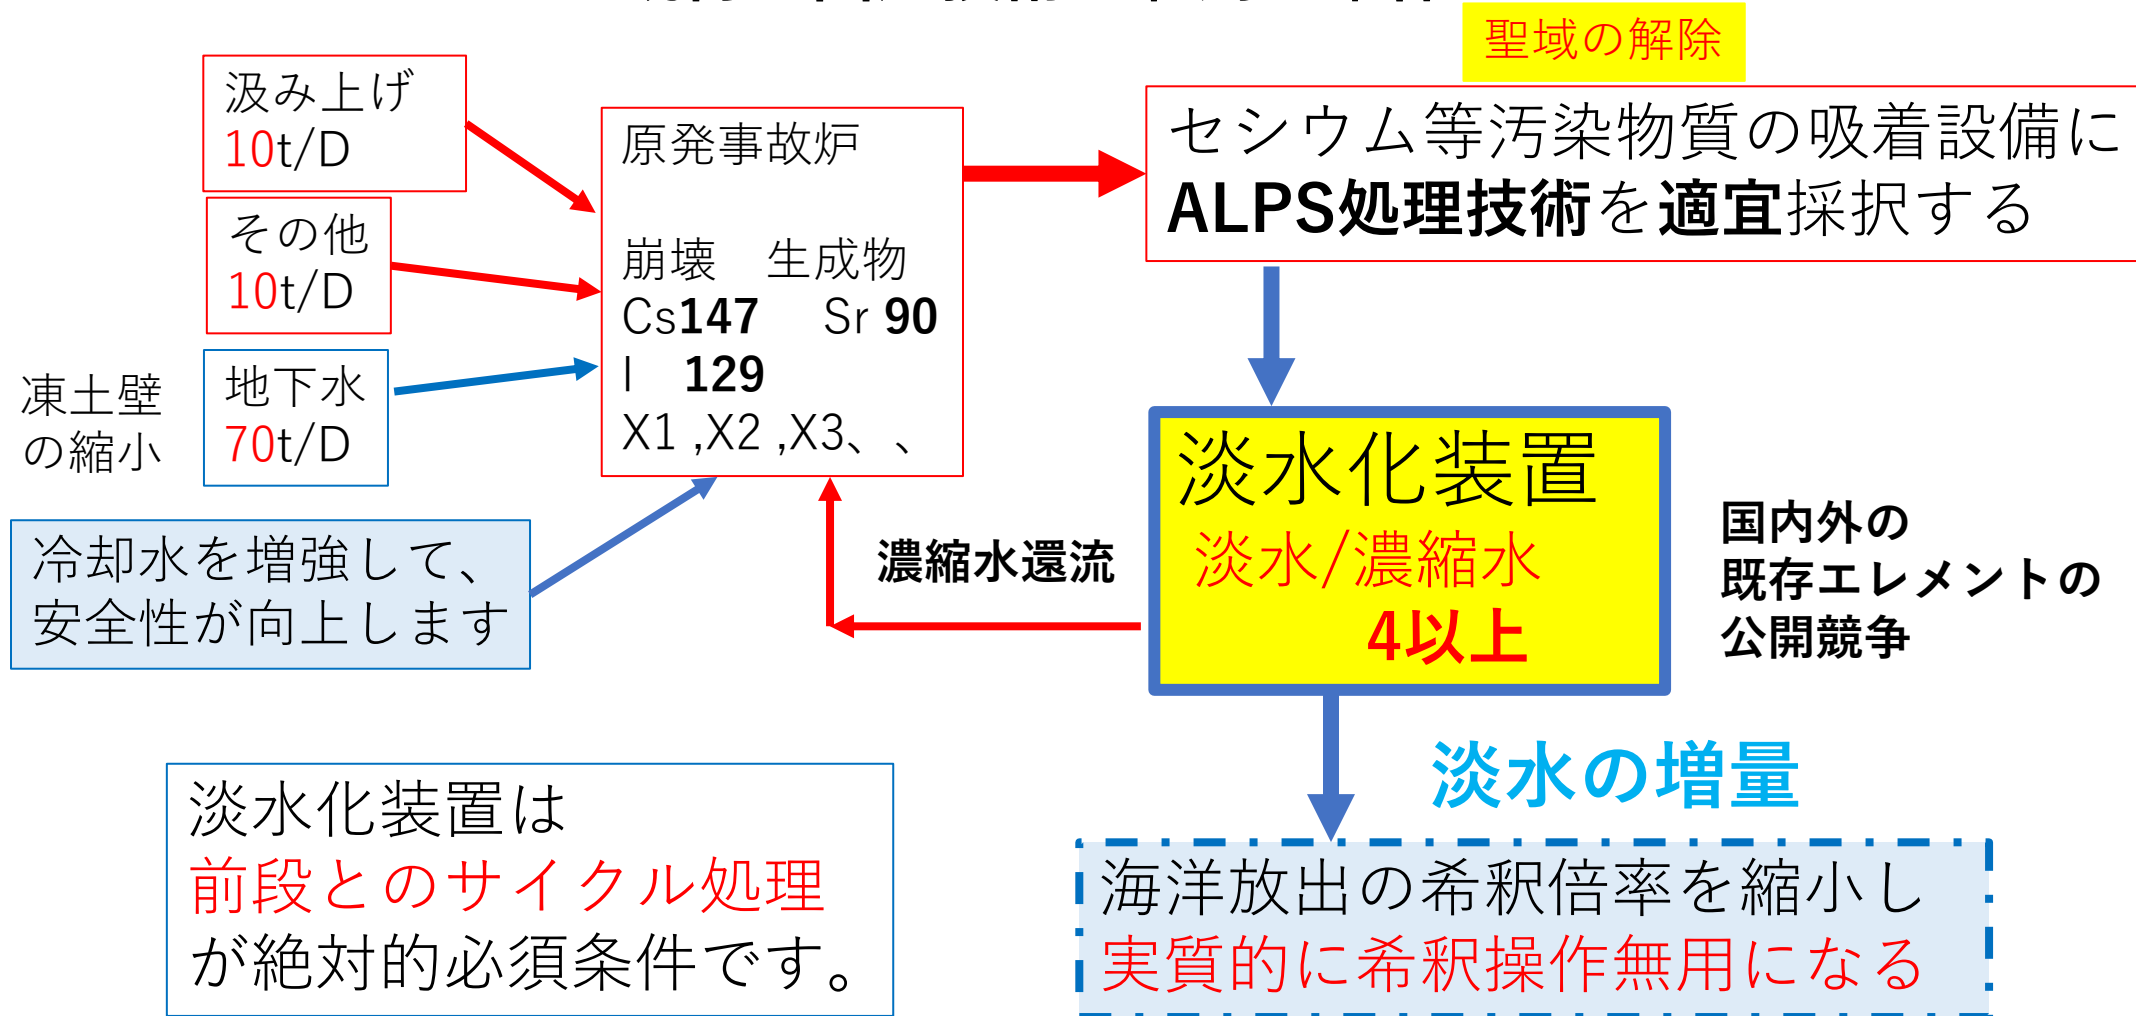 聖域の解除
汲み上げ
10t/D
その他
10t/D
凍土壁
の縮小
地下水
70t/D
冷却水を増強して、
安全性が向上します
原発事故炉
崩壊　生成物
Cs147　Sr 90
I　129
X1 ,X2 ,X3、、
セシウム等汚染物質の吸着設備に
ALPS処理技術を適宜採択する
濃縮水還流
淡水化装置
淡水/濃縮水
4以上
国内外の
既存エレメントの
公開競争
淡水の増量
淡水化装置は
前段とのサイクル処理
が絶対的必須条件です。
海洋放出の希釈倍率を縮小し
実質的に希釈操作無用になる